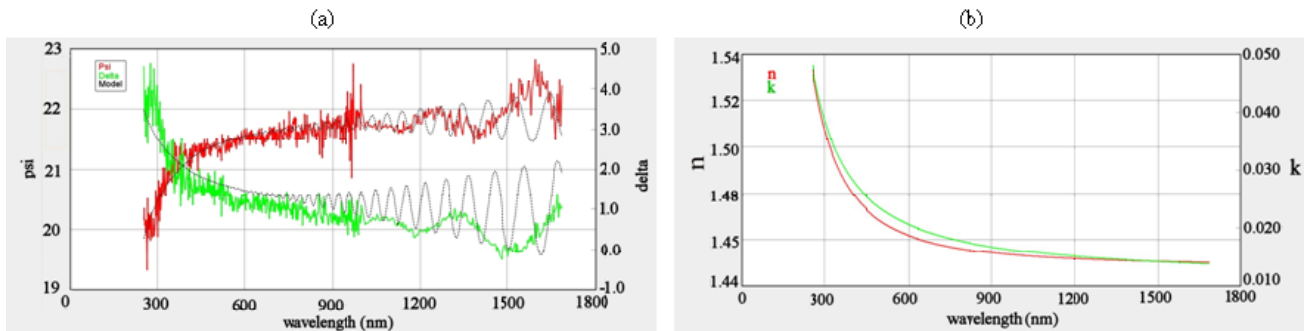 (a)
(b)
23
22
21
20
19
psi
Psi
Delta
Model
5.0
4.0
3.0
2.0
1.0
0.0
-1.0
delta
0
300
600
900
1200
1500
1800
wavelength (nm)
1.54
1.52
1.50
1.48
1.45
1.44
n
n
k
0.050
0.040
0.030
0.020
0.010
k
0
300
600
900
1200
1500
1800
wavelength (nm)